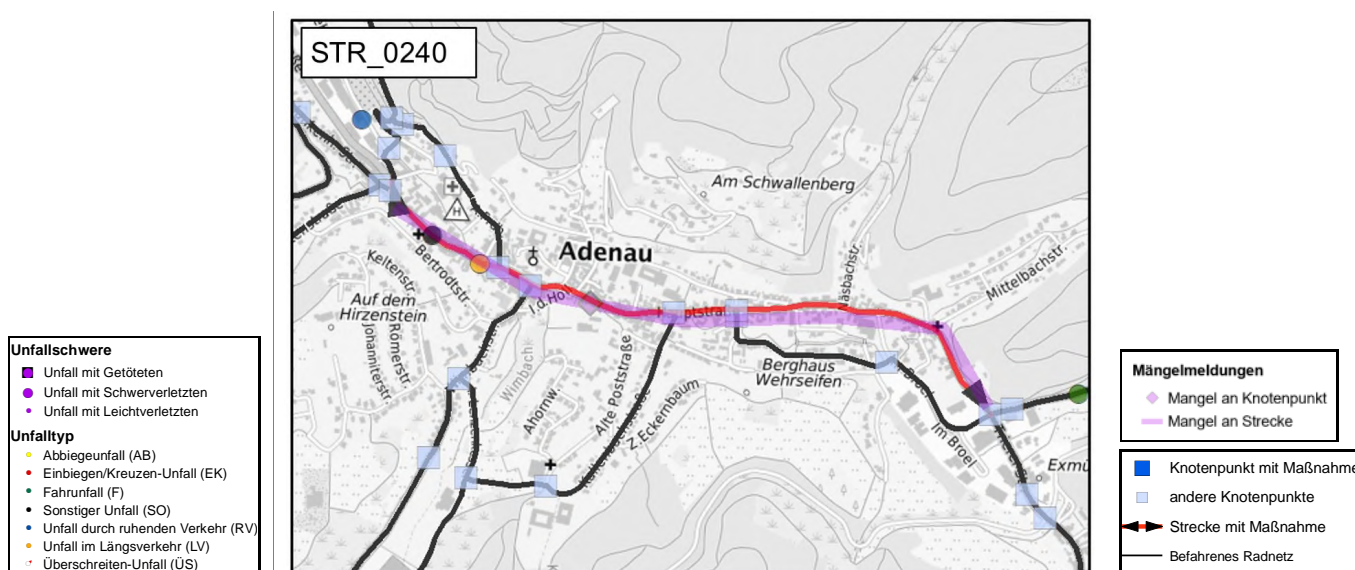 STR_0240
Am Schwallenberg
Adenau
Bertrodtstr.
Keltenstr.
Auf dem
Hirzenstein
Römerstr.
Johanniterstr.
Wimbach
Ahornw.
Alte Poststraße
Z.Eckernbaum
Berghaus
Wehrseifen
Näsbachstr.
Mittelbachstr.
Im Broel
Unfallschwere
Unfall mit Getöteten
Unfall mit Schwerverletzten
Unfall mit Leichtverletzten
Unfalltyp
Abbiegeunfall (AB)
Einbiegen/Kreuzen-Unfall (EK)
Fahrunfall (F)
Sonstiger Unfall (SO)
Unfall durch ruhenden Verkehr (RV)
Unfall im Längsverkehr (LV)
Überschreiten-Unfall (ÜS)
Mängelmeldungen
Mangel an Knotenpunkt
Mangel an Strecke
Knotenpunkt mit Maßnahme
andere Knotenpunkte
Strecke mit Maßnahme
Befahrenes Radnetz